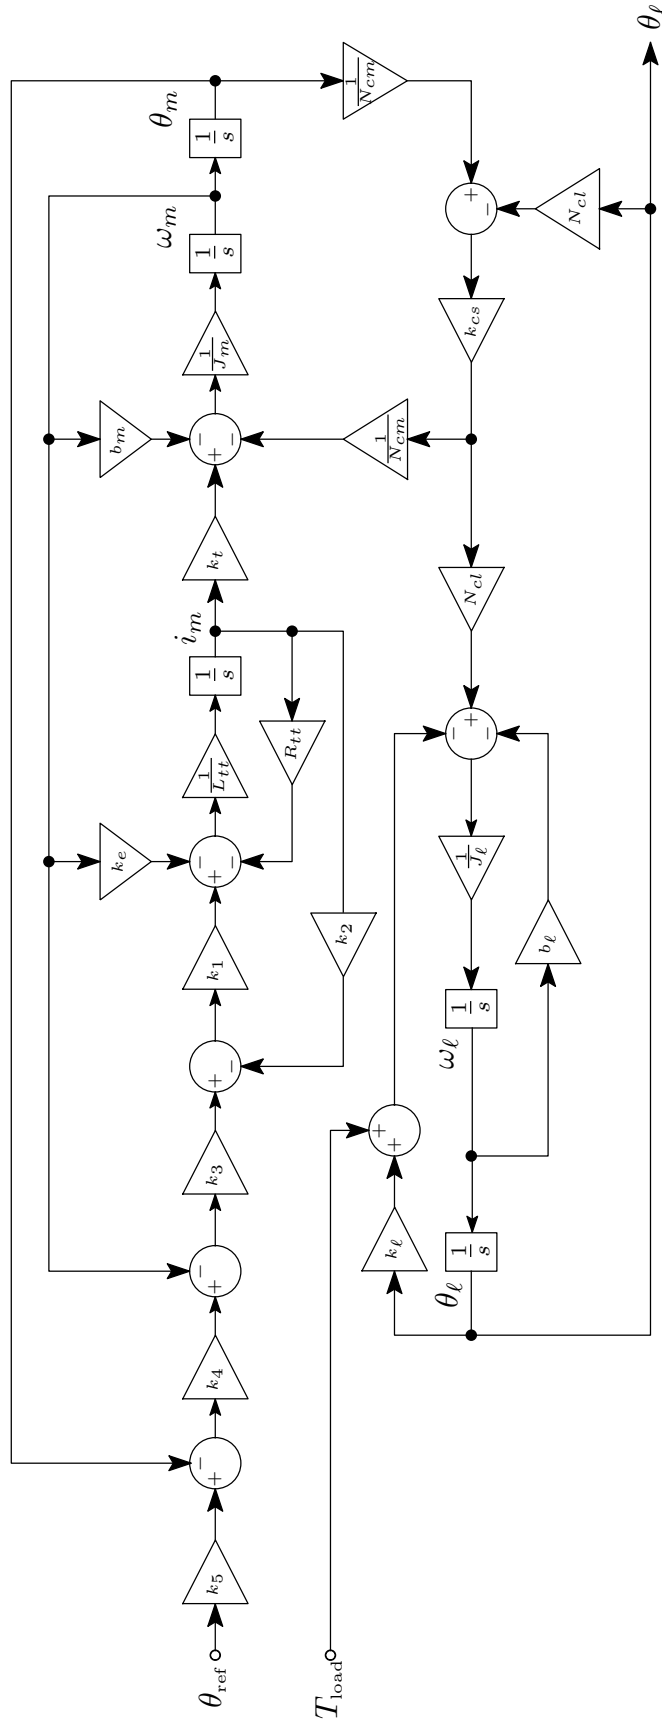 θ_ref
k_5
+ −
k_4
+ −
k_3
+ −
k_1
+ − −
k_e
1/L_tt
1/s
i_m
R_tt
k_2
k_t
+ − −
b_m
1/J_m
1/s
ω_m
1/s
θ_m
1/N_cm
T_load
+ +
k_ℓ
θ_ℓ
1/s
ω_ℓ
1/s
b_ℓ
1/J_ℓ
− + −
N_cl
1/N_cm
k_cs
+ −
N_cl
θ_ℓ